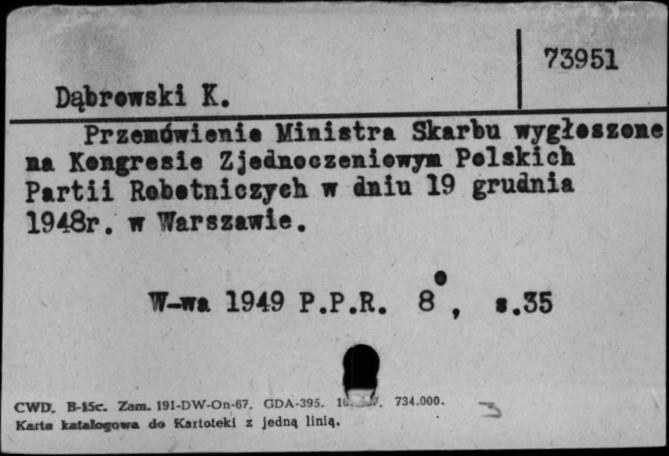 73951
Dąbrowski K.
Przemówienie Ministra Skarbu wygłoszone
na Kongresie Zjednoczeniowym Polskich
Partii Robotniczych w dniu 19 grudnia
1948r. w Warszawie.
W-wa 1949 P.P.R. 8°, s.35
CWD. B-15c. Zam. 191-DW-On-67. GDA-395. 734.000.
Karta katalogowa do Kartoteki z jedną linią.